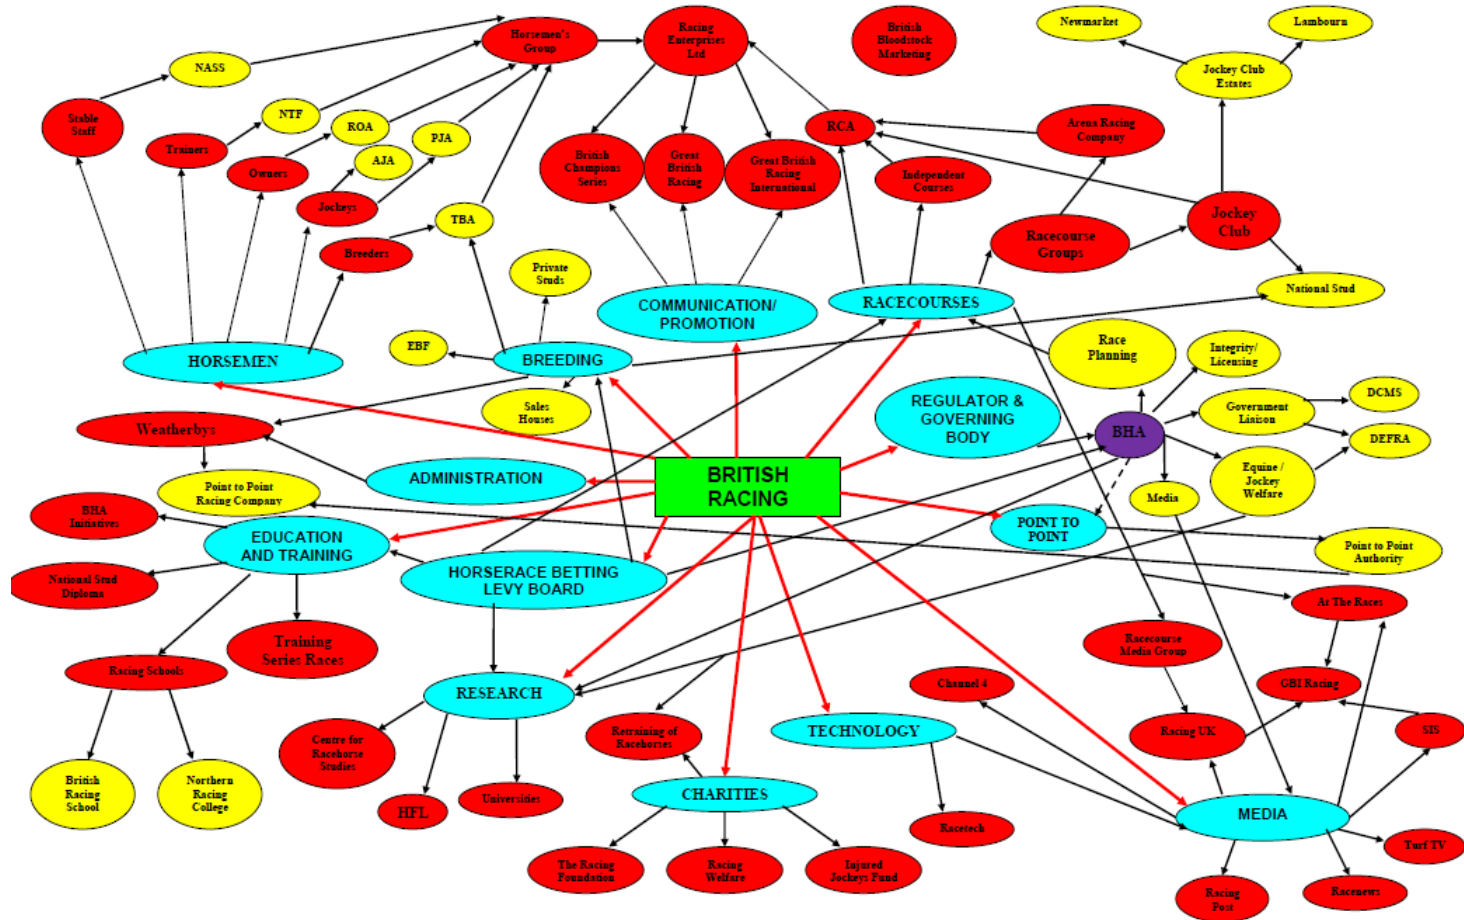 Horsemen's
Group
Racing
Enterprises
Ltd
British
Bloodstock
Marketing
Newmarket
Lambourn
NASS
Jockey Club
Estates
Stable
Staff
NTF
ROA
PJA
RCA
Arena Racing
Company
Trainers
AJA
Owners
British
Champions
Series
Great
British
Racing
Great British
Racing
International
Independent
Courses
Jockeys
TBA
Jockey
Club
Racecourse
Groups
Breeders
Private
Studs
National Stud
COMMUNICATION/
PROMOTION
RACECOURSES
HORSEMEN
EBF
BREEDING
Race
Planning
Integrity/
Licensing
Sales
Houses
REGULATOR &
GOVERNING
BODY
BHA
Government
Liaison
DCMS
DEFRA
Weatherbys
ADMINISTRATION
BRITISH
RACING
Equine /
Jockey
Welfare
Media
Point to Point
Racing Company
BHA
Initiatives
EDUCATION
AND TRAINING
POINT TO
POINT
Point to Point
Authority
National Stud
Diploma
HORSERACE BETTING
LEVY BOARD
At The Races
Training
Series Races
Racecourse
Media Group
Racing Schools
RESEARCH
Channel 4
GBI Racing
Centre for
Racehorse
Studies
Retraining of
Racehorses
TECHNOLOGY
Racing UK
SIS
British
Racing
School
Northern
Racing
College
HFL
Universities
CHARITIES
Racetech
MEDIA
Turf TV
The Racing
Foundation
Racing
Welfare
Injured
Jockeys Fund
Racing
Post
Racenews